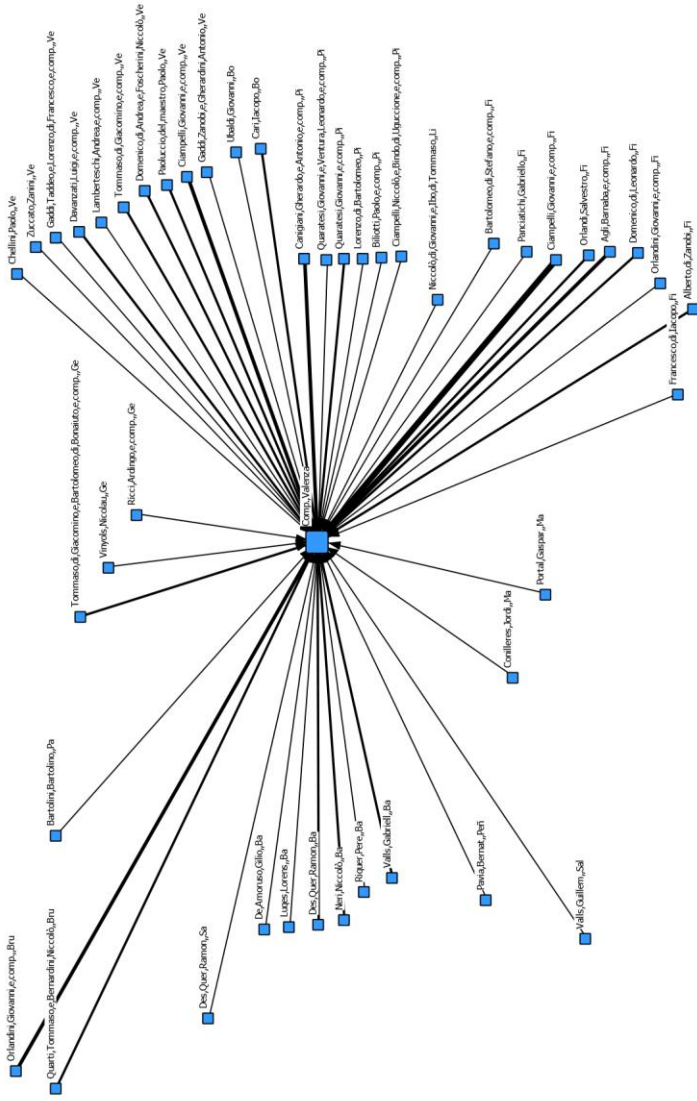 Chellini,Paolo,,Ve
Zuccato,Zanini,,Ve
Gaddi,Taddeo,e,Lorenzo,di,Francesco,e,comp.,,Ve
Davanzati,Luigi,e,comp.,,Ve
Lamberteschi,Andrea,e,comp.,,Ve
Tommaso,di,Giacomo,e,comp.,,Ve
Domenico,di,Andrea,e,Foscherini,Niccolò,,Ve
Paoluccio,del,maestro,Paolo,,Ve
Ciampelli,Giovanni,e,comp.,,Ve
Gaddi,Zanobi,e,Gherardini,Antonio,,Ve
Ubaldi,Giovanni,,Bo
Cari,Iacopo,,Bo
Canigiani,Gherardo,e,Antonio,e,comp.,,Pi
Quaratesi,Giovanni,e,Ventura,Leonardo,e,comp.,,Pi
Quaratesi,Giovanni,e,comp.,,Pi
Lorenzo,di,Bartolomeo,,Pi
Biliotti,Paolo,e,comp.,,Pi
Ciampelli,Niccolò,e,Bindo,di,Uguccione,e,comp.,,Pi
Niccolò,di,Giovanni,e,Ibo,di,Tommaso,,Li
Bartolomeo,di,Stefano,e,comp.,,Fi
Panciatichi,Gabriello,,Fi
Ciampelli,Giovanni,e,comp.,,Fi
Orlandi,Salvestro,,Fi
Agli,Barnaba,e,comp.,,Fi
Domenico,di,Leonardo,,Fi
Orlandini,Giovanni,e,comp.,,Fi
Alberto,di,Zanobi,,Fi
Francesco,di,Iacopo,,Fi
Tommaso,di,Giacomino,e,Bartolomeo,di,Bonaiuto,e,comp.,,Ge
Vinyols,Nicolau,,Ge
Ricci,Ardingo,e,comp.,,Ge
Comp.,,Valenza
Portal,Gaspar,,Ma
Conilleres,Jordi,,Ma
Bartolini,Bartolino,,Pa
Orlandini,Giovanni,e,comp.,,Bru
Quarti,Tommaso,e,Bernardini,Niccolò,,Bru
Des,Quer,Ramon,,Sa
De,Amoruso,Gilio,,Ba
Luqes,Lorens,,Ba
Des,Quer,Ramon,,Ba
Neri,Niccolò,,Ba
Riquer,Pere,,Ba
Valls,Gabriell,,Ba
Pavia,Bernat,,Peñ
Valls,Guillem,,Sal